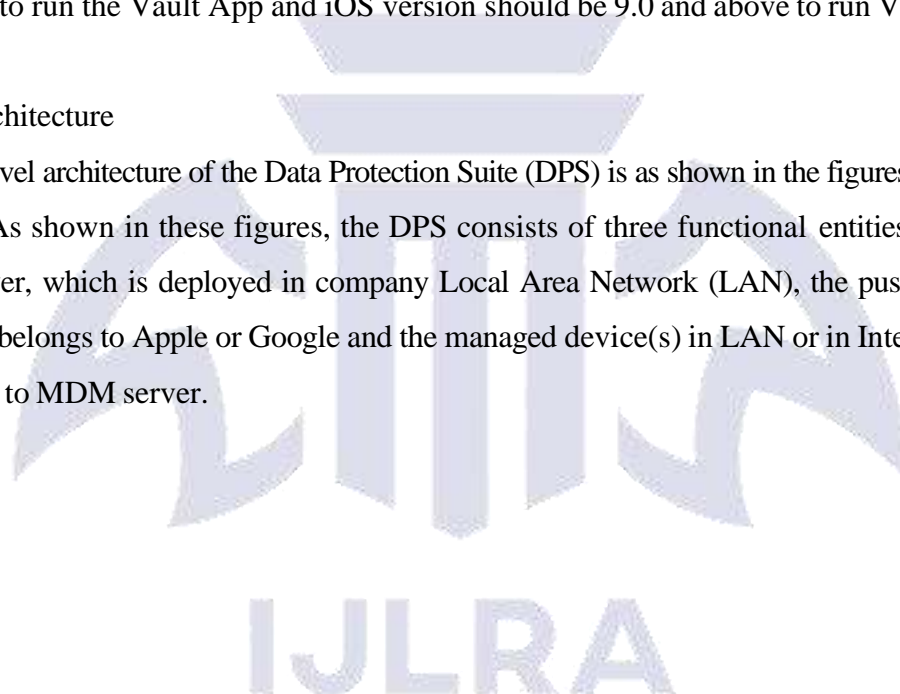 to run the Vault App and iOS version should be 9.0 and above to run V
chitecture
vel architecture of the Data Protection Suite (DPS) is as shown in the figures
As shown in these figures, the DPS consists of three functional entities
er, which is deployed in company Local Area Network (LAN), the pus
belongs to Apple or Google and the managed device(s) in LAN or in Inte
to MDM server.
IJLRA